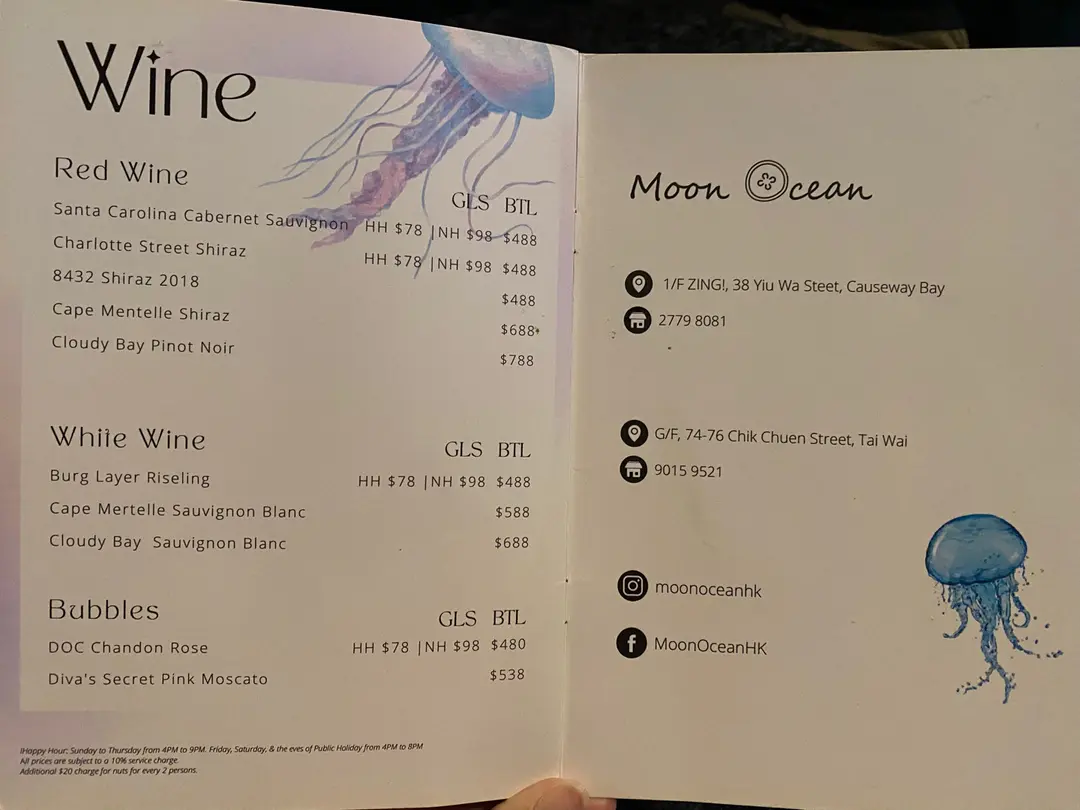 Wine
Red Wine
GLS BTL
Santa Carolina Cabernet Sauvignon HH $78 |NH $98 $488
Charlotte Street Shiraz HH $78 |NH $98 $488
8432 Shiraz 2018 $488
Cape Mentelle Shiraz $688
Cloudy Bay Pinot Noir $788
White Wine GLS BTL
Burg Layer Riseling HH $78 |NH $98 $488
Cape Mertelle Sauvignon Blanc $588
Cloudy Bay Sauvignon Blanc $688
Bubbles GLS BTL
DOC Chandon Rose HH $78 |NH $98 $480
Diva's Secret Pink Moscato $538
IHappy Hour: Sunday to Thursday from 4PM to 9PM. Friday, Saturday, & the eves of Public Holiday from 4PM to 8PM
All prices are subject to a 10% service charge.
Additional $20 charge for nuts for every 2 persons.
Moon Ocean
1/F ZING!, 38 Yiu Wa Steet, Causeway Bay
2779 8081
G/F, 74-76 Chik Chuen Street, Tai Wai
9015 9521
moonoceanhk
MoonOceanHK